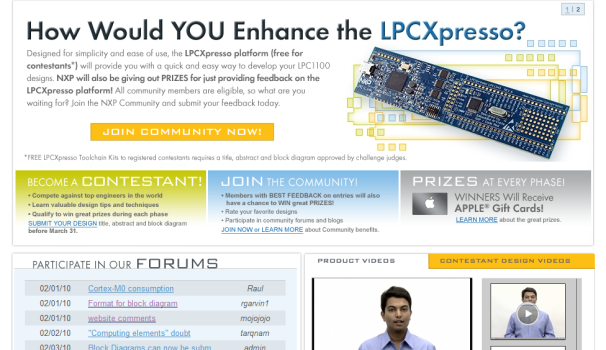 1 | 2
How Would YOU Enhance the LPCXpresso?
Designed for simplicity and ease of use, the LPCXpresso platform (free for
contestants*) will provide you with a quick and easy way to develop your LPC1100
designs. NXP will also be giving out PRIZES for just providing feedback on the
LPCXpresso platform! All community members are eligible, so what are you
waiting for? Join the NXP Community and submit your feedback today.
JOIN COMMUNITY NOW!
*FREE LPCXpresso Toolchain Kits to registered contestants requires a title, abstract and block diagram approved by challenge judges.
BECOME A CONTESTANT!
• Compete against top engineers in the world
• Learn valuable design tips and techniques
• Qualify to win great prizes during each phase
SUBMIT YOUR DESIGN title, abstract and block diagram
before March 31.
JOIN THE COMMUNITY!
• Members with BEST FEEDBACK on entries will also
have a chance to WIN great PRIZES!
• Rate your favorite designs
• Participate in community forums and blogs
JOIN NOW or LEARN MORE about Community benefits.
PRIZES AT EVERY PHASE!
WINNERS Will Receive
APPLE® Gift Cards!
LEARN MORE about the great prizes.
PARTICIPATE IN OUR FORUMS
02/01/10 Cortex-M0 consumption Raul
02/01/10 Format for block diagram rgarvin1
02/01/10 website comments mojojojo
02/02/10 "Computing elements" doubt tarqnam
02/03/10 Block Diagrams can now be subm admin
PRODUCT VIDEOS
CONTESTANT DESIGN VIDEOS